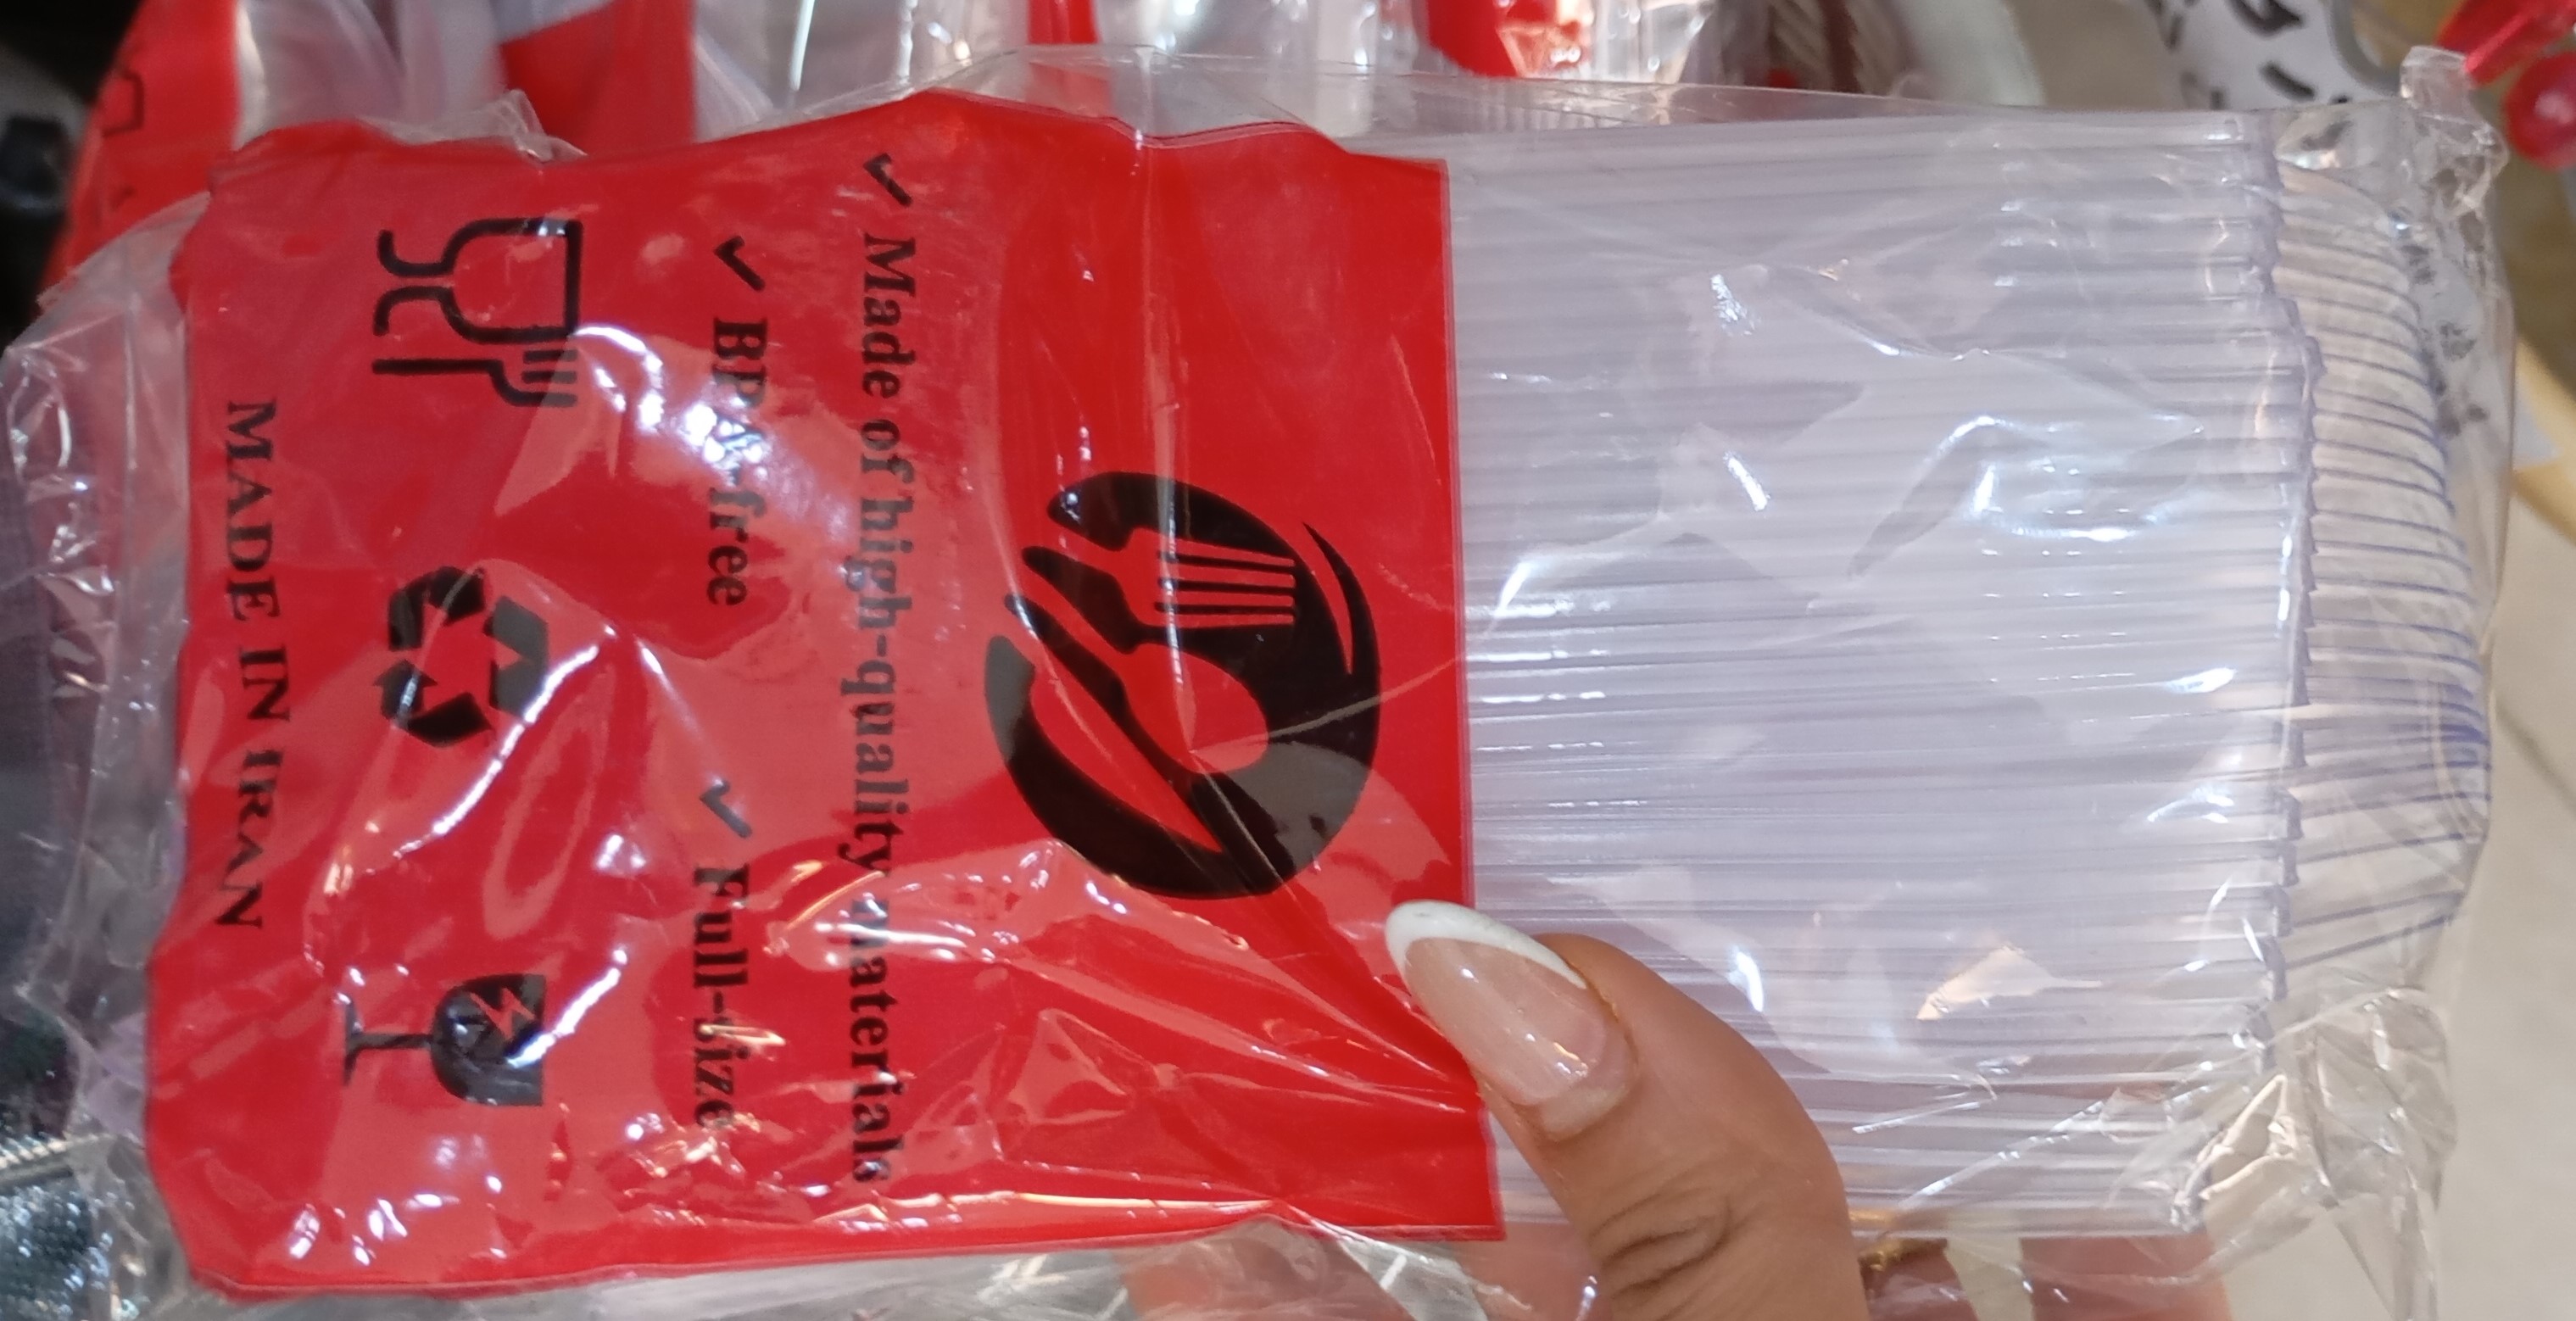 ✓ Made of high-quality materials
✓ BPA-free ✓ Full-size
MADE IN IRAN